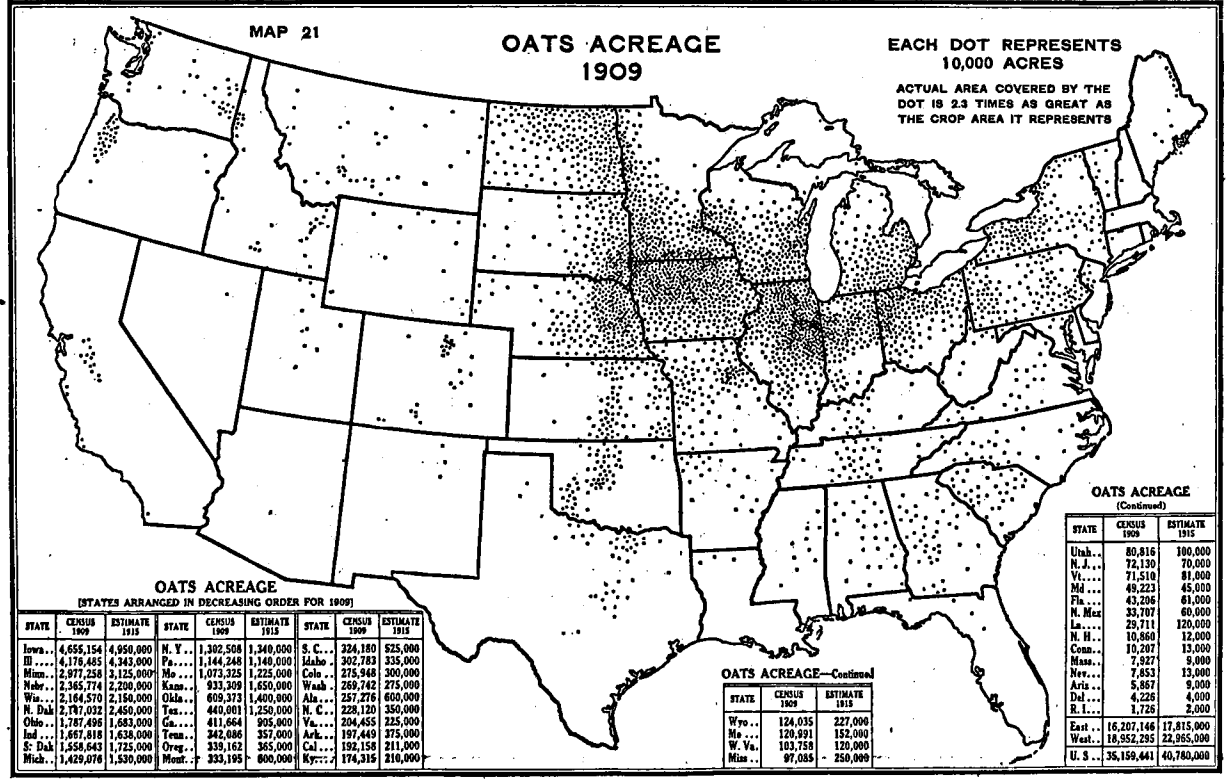 MAP 21
OATS ACREAGE
1909
EACH DOT REPRESENTS
10,000 ACRES
ACTUAL AREA COVERED BY THE
DOT IS 2.3 TIMES AS GREAT AS
THE CROP AREA IT REPRESENTS
OATS ACREAGE
[STATES ARRANGED IN DECREASING ORDER FOR 1909]
STATE CENSUS 1909 ESTIMATE 1915 STATE CENSUS 1909 ESTIMATE 1915 STATE CENSUS 1909 ESTIMATE 1915
Iowa.. 4,655,154 4,950,000 N. Y.. 1,302,508 1,340,000 S. C... 324,180 525,000
Ill .... 4,176,485 4,343,000 Pa.... 1,144,248 1,140,000 Idaho . 302,783 335,000
Minn.. 2,977,258 3,125,000 Mo ... 1,073,325 1,225,000 Colo .. 275,948 300,000
Nebr.. 2,365,774 2,200,000 Kans.. 933,309 1,650,000 Wash . 269,742 275,000
Wis... 2,164,570 2,150,000 Okla.. 609,373 1,400,000 Ala... 257,276 600,000
N. Dak 2,147,032 2,450,000 Tex... 440,001 1,250,000 N. C.. 228,120 350,000
Ohio.. 1,787,496 1,683,000 Ga.... 411,664 905,000 Va.... 204,455 225,000
Ind ... 1,667,818 1,638,000 Tenn.. 342,086 357,000 Ark... 197,449 375,000
S. Dak 1,558,643 1,725,000 Oreg.. 339,162 365,000 Cal ... 192,158 211,000
Mich.. 1,429,076 1,530,000 Mont. 333,195 600,000 Ky.... 174,315 210,000
OATS ACREAGE—Continued
STATE CENSUS 1909 ESTIMATE 1915
Wyo .. 124,035 227,000
Me ... 120,991 152,000
W. Va. 103,758 120,000
Miss .. 97,085 250,000
OATS ACREAGE
(Continued)
STATE CENSUS 1909 ESTIMATE 1915
Utah.. 80,816 100,000
N. J... 72,130 70,000
Vt.... 71,510 81,000
Md ... 49,223 45,000
Fla... 43,206 61,000
N. Mex 33,707 60,000
La.... 29,711 120,000
N. H.. 10,860 12,000
Conn.. 10,207 13,000
Mass.. 7,927 9,000
Nev... 7,853 13,000
Ariz .. 5,867 9,000
Del ... 4,226 4,000
R. I... 1,726 2,000
East .. 16,207,146 17,815,000
West.. 18,952,295 22,965,000
U. S .. 35,159,441 40,780,000